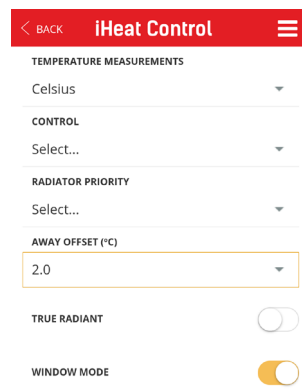 BACK iHeat Control
TEMPERATURE MEASUREMENTS
Celsius
CONTROL
Select...
RADIATOR PRIORITY
Select...
AWAY OFFSET (ºC)
2.0
TRUE RADIANT
WINDOW MODE